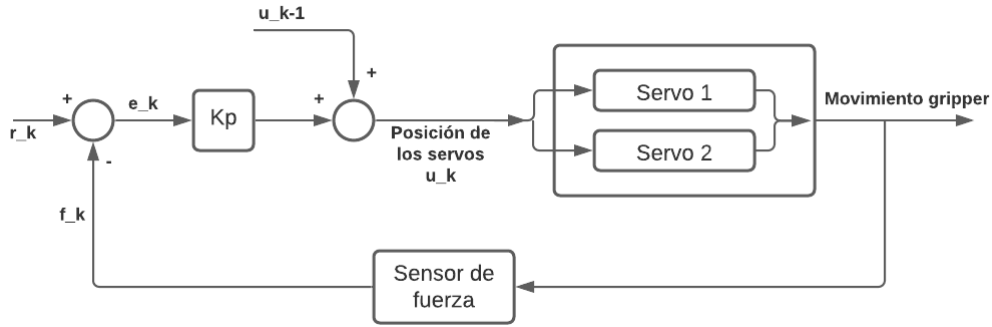 u_k-1
+
+
e_k
+
Kp
Servo 1
Movimiento gripper
r_k
Posición de
los servos
u_k
Servo 2
-
f_k
Sensor de
fuerza